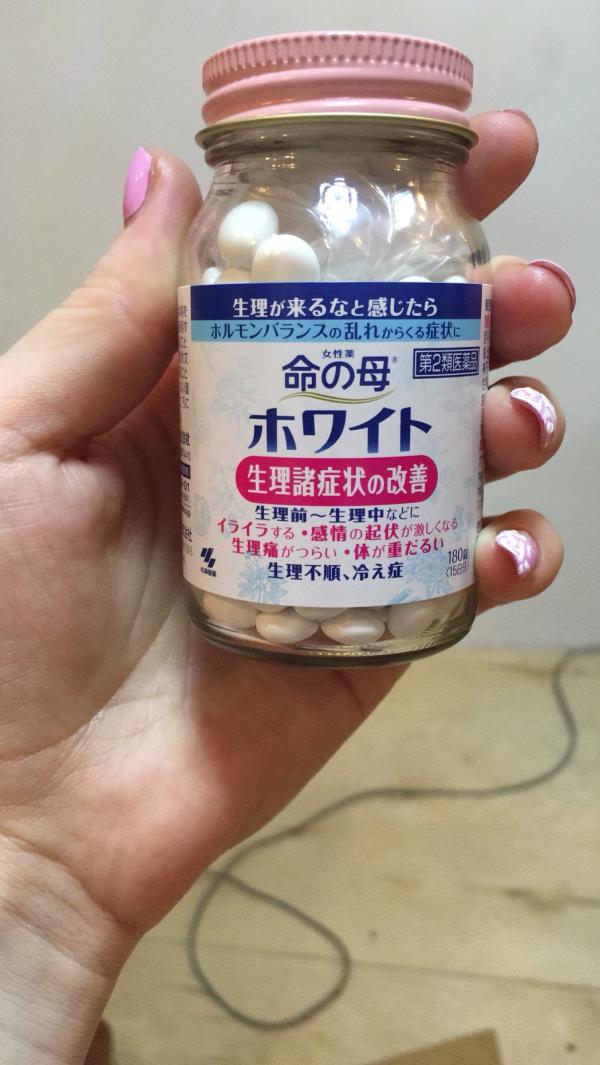 生理が来るなと感じたら
ホルモンバランスの乱れからくる症状に
女性薬
命の母®
第2類医薬品
ホワイト
生理諸症状の改善
生理前～生理中などに
イライラする・感情の起伏が激しくなる
生理痛がつらい・体が重だるい
生理不順、冷え症
小林製薬
180錠
〈15日分〉